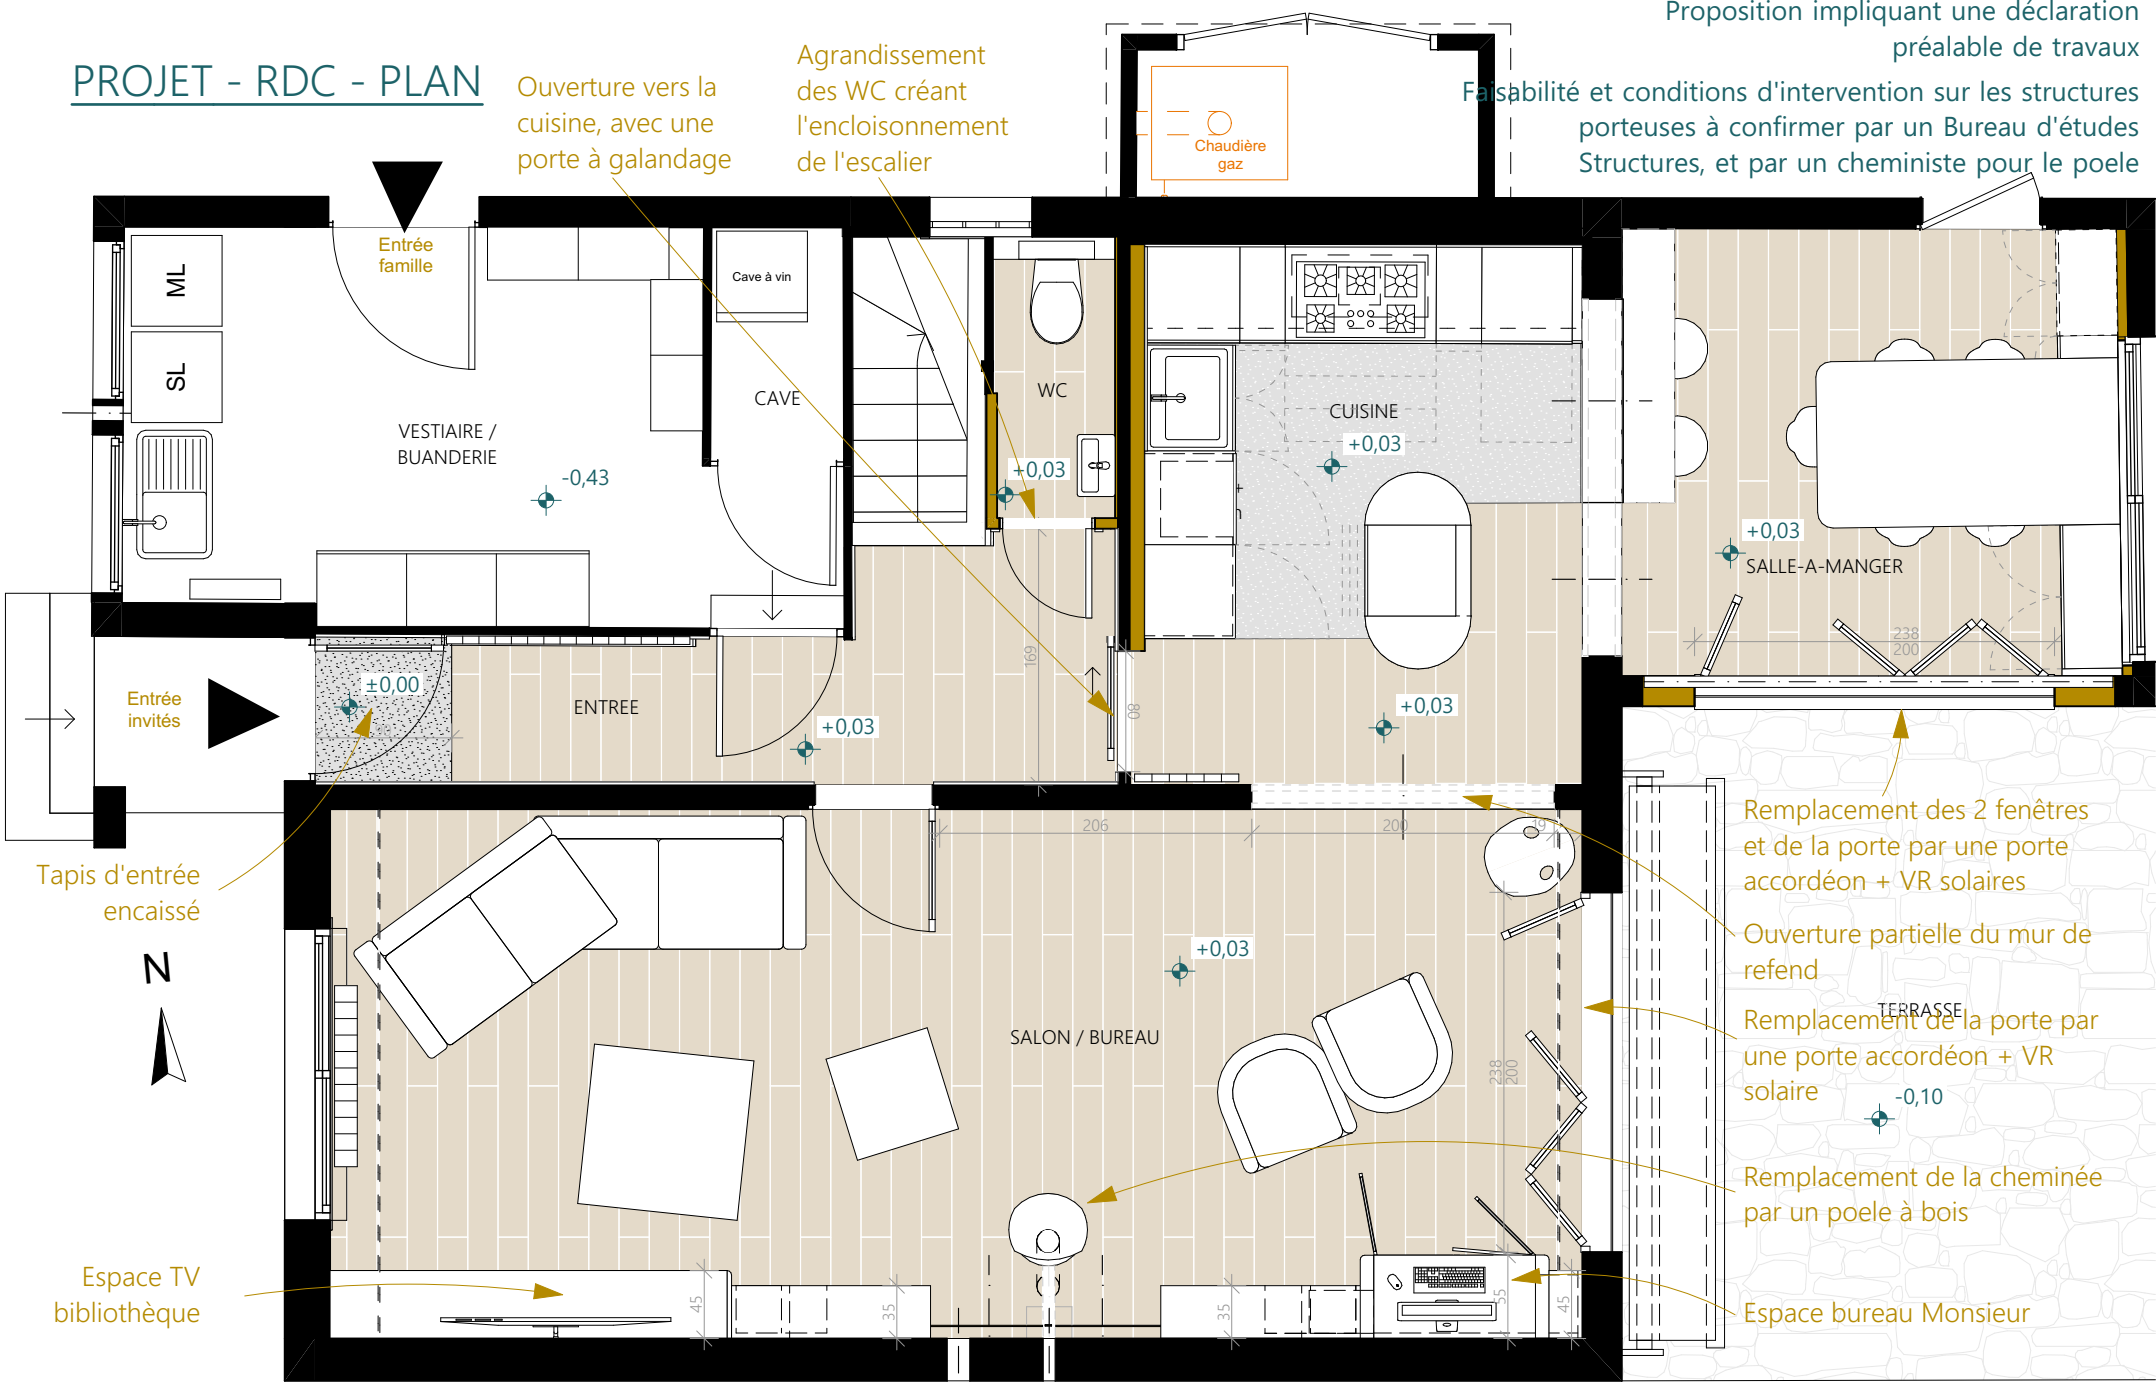 PROJET - RDC - PLAN
Ouverture vers la
cuisine, avec une
porte à galandage
Agrandissement
des WC créant
l'encloisonnement
de l'escalier
Proposition impliquant une déclaration
préalable de travaux
Faisabilité et conditions d'intervention sur les structures
porteuses à confirmer par un Bureau d'études
Structures, et par un cheministe pour le poele
Chaudière
gaz
Entrée
famille
ML
SL
Cave à vin
CAVE
VESTIAIRE /
BUANDERIE
-0,43
WC
+0,03
CUISINE
+0,03
+0,03
SALLE-A-MANGER
238
200
169
80
±0,00
Entrée
invités
ENTREE
+0,03
+0,03
90
Tapis d'entrée
encaissé
N
206
200
19
+0,03
SALON / BUREAU
238
200
Remplacement des 2 fenêtres
et de la porte par une porte
accordéon + VR solaires
Ouverture partielle du mur de
refend
TERRASSE
Remplacement de la porte par
une porte accordéon + VR
solaire
-0,10
Remplacement de la cheminée
par un poele à bois
Espace bureau Monsieur
Espace TV
bibliothèque
45
35
35
55
45